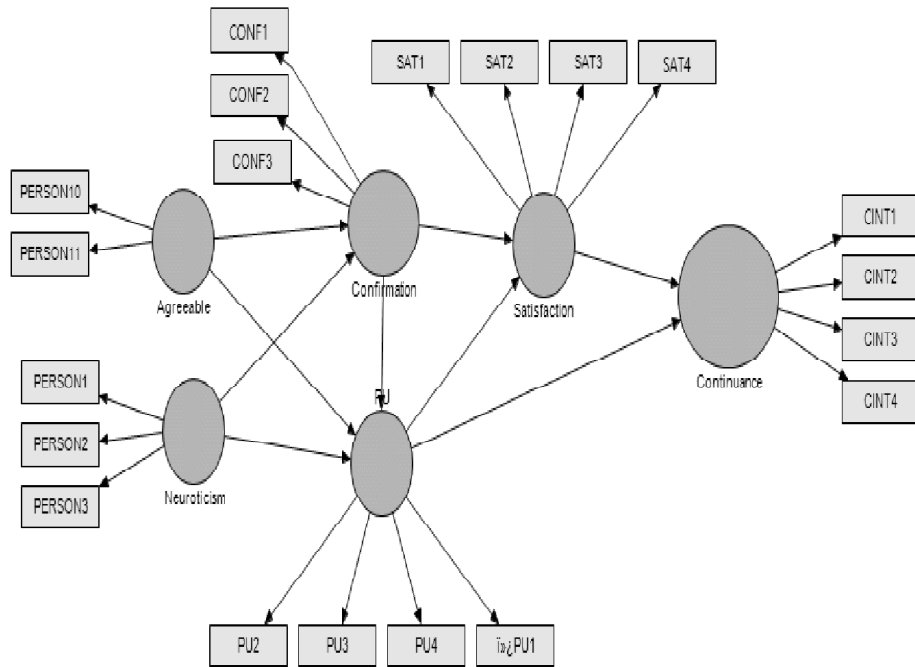 CONF1
SAT1
SAT2
SAT3
SAT4
CONF2
CONF3
PERSON10
PERSON11
CINT1
CINT2
CINT3
CINT4
Agreeable
Confirmation
Satisfaction
Continuance
PERSON1
PERSON2
PERSON3
PU
Neuroticism
PU2
PU3
PU4
ï»¿PU1